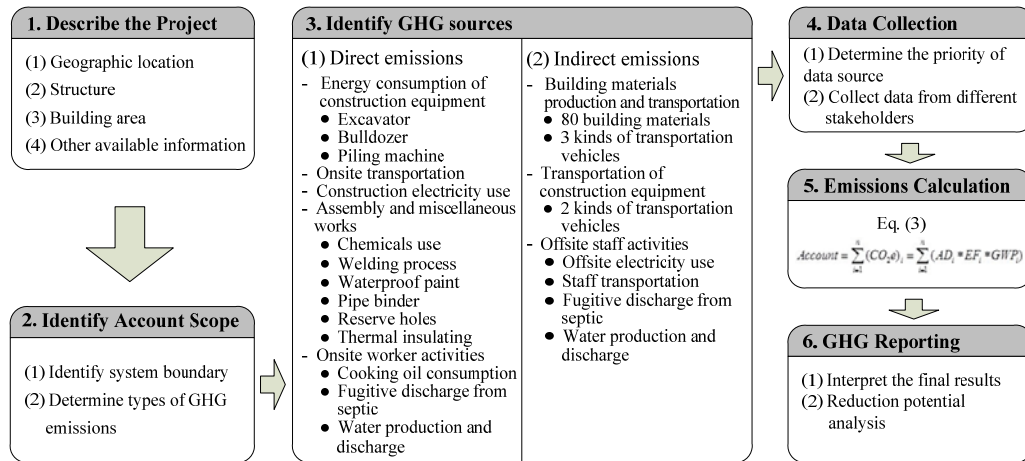 1. Describe the Project
(1) Geographic location
(2) Structure
(3) Building area
(4) Other available information
2. Identify Account Scope
(1) Identify system boundary
(2) Determine types of GHG
emissions
3. Identify GHG sources
(1) Direct emissions
- Energy consumption of
construction equipment
● Excavator
● Bulldozer
● Piling machine
- Onsite transportation
- Construction electricity use
- Assembly and miscellaneous
works
● Chemicals use
● Welding process
● Waterproof paint
● Pipe binder
● Reserve holes
● Thermal insulating
- Onsite worker activities
● Cooking oil consumption
● Fugitive discharge from
septic
● Water production and
discharge
(2) Indirect emissions
- Building materials
production and transportation
● 80 building materials
● 3 kinds of transportation
vehicles
- Transportation of
construction equipment
● 2 kinds of transportation
vehicles
- Offsite staff activities
● Offsite electricity use
● Staff transportation
● Fugitive discharge from
septic
● Water production and
discharge
4. Data Collection
(1) Determine the priority of
data source
(2) Collect data from different
stakeholders
5. Emissions Calculation
Eq. (3)
Account = ∑(CO₂e)ᵢ = ∑(ADᵢ * EFᵢ * GWPᵢ)
6. GHG Reporting
(1) Interpret the final results
(2) Reduction potential
analysis